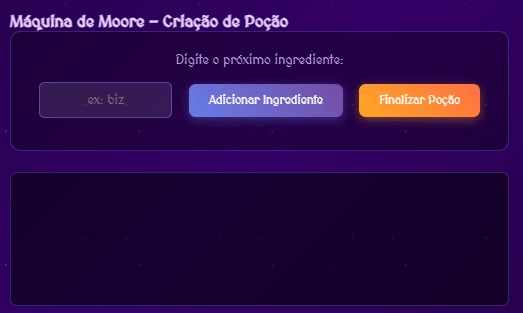 Máquina de Moore – Criação de Poção
Digite o próximo ingrediente:
ex: biz
Adicionar Ingrediente
Finalizar Poção